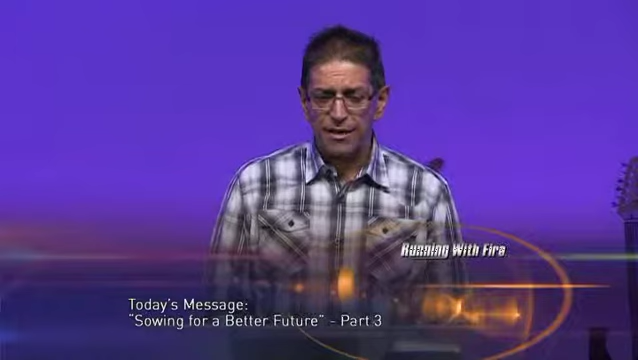 Running With Fire
Today's Message:
"Sowing for a Better Future" - Part 3